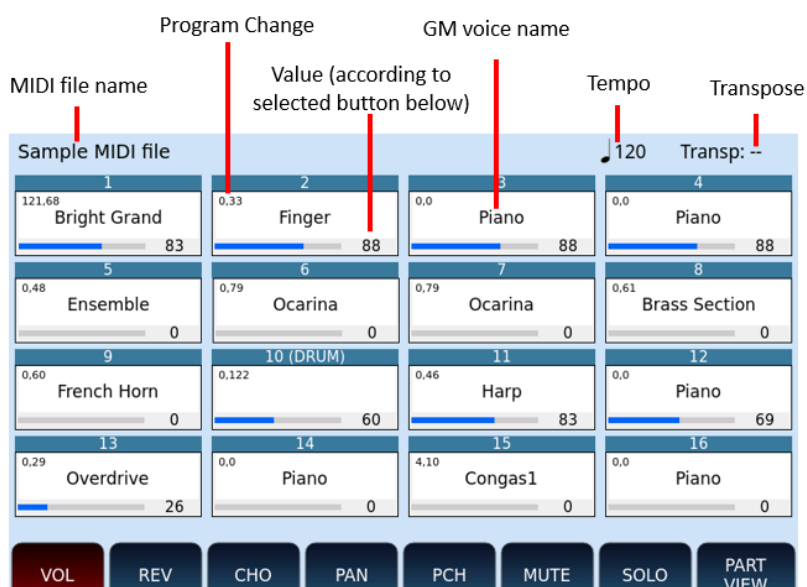 Program Change
GM voice name
MIDI file name
Value (according to
selected button below)
Tempo
Transpose
Sample MIDI file
120
Transp: --
1
2
3
4
121,68
Bright Grand
83
0,33
Finger
88
0,0
Piano
88
0,0
Piano
88
5
6
7
8
0,48
Ensemble
0
0,79
Ocarina
0
0,79
Ocarina
0
0,61
Brass Section
0
9
10 (DRUM)
11
12
0,60
French Horn
0
0,122
60
0,46
Harp
83
0,0
Piano
69
13
14
15
16
0,29
Overdrive
26
0,0
Piano
0
4,10
Congas1
0
0,0
Piano
0
VOL
REV
CHO
PAN
PCH
MUTE
SOLO
PART
VIEW